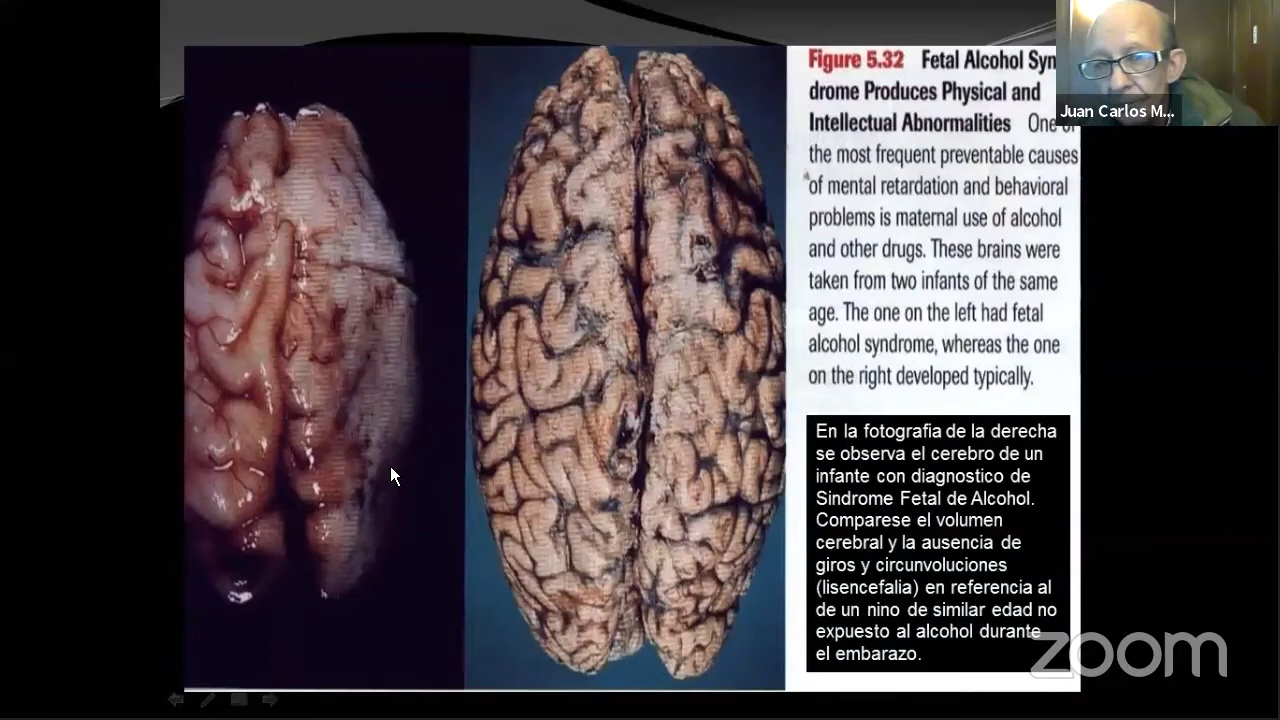 Figure 5.32 Fetal Alcohol Syn
drome Produces Physical and
Intellectual Abnormalities One of
the most frequent preventable causes
of mental retardation and behavioral
problems is maternal use of alcohol
and other drugs. These brains were
taken from two infants of the same
age. The one on the left had fetal
alcohol syndrome, whereas the one
on the right developed typically.
En la fotografia de la derecha
se observa el cerebro de un
infante con diagnostico de
Sindrome Fetal de Alcohol.
Comparese el volumen
cerebral y la ausencia de
giros y circunvoluciones
(lisencefalia) en referencia al
de un nino de similar edad no
expuesto al alcohol durante
el embarazo.
Juan Carlos M...
zoom